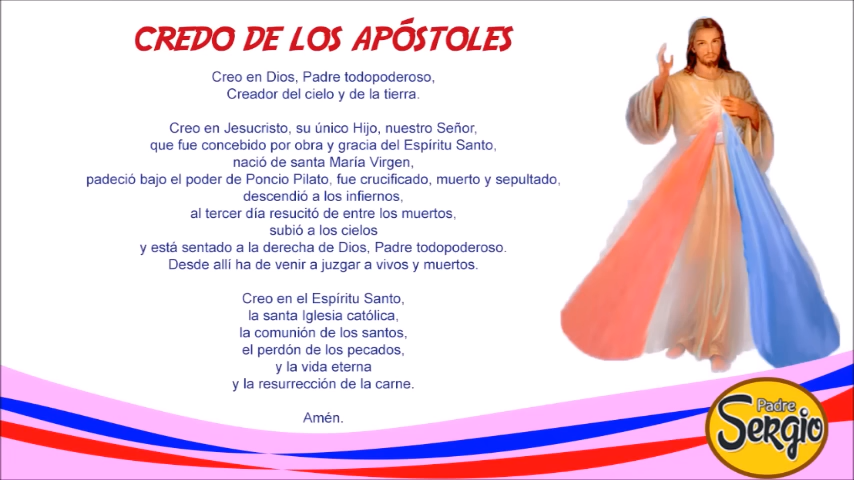 CREDO DE LOS APÓSTOLES
Creo en Dios, Padre todopoderoso,
Creador del cielo y de la tierra.
Creo en Jesucristo, su único Hijo, nuestro Señor,
que fue concebido por obra y gracia del Espíritu Santo,
nació de santa María Virgen,
padeció bajo el poder de Poncio Pilato, fue crucificado, muerto y sepultado,
descendió a los infiernos,
al tercer día resucitó de entre los muertos,
subió a los cielos
y está sentado a la derecha de Dios, Padre todopoderoso.
Desde allí ha de venir a juzgar a vivos y muertos.
Creo en el Espíritu Santo,
la santa Iglesia católica,
la comunión de los santos,
el perdón de los pecados,
y la vida eterna
y la resurrección de la carne.
Amén.
Padre
Sergio